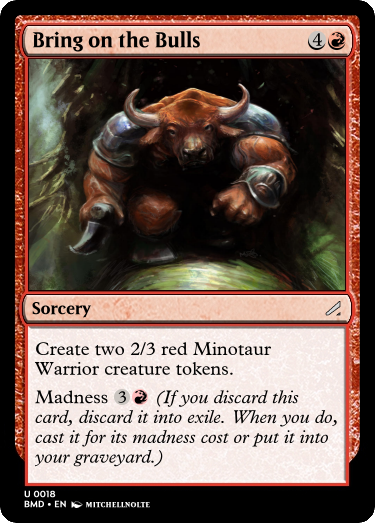 Bring on the Bulls 4
Sorcery
Create two 2/3 red Minotaur
Warrior creature tokens.
Madness 3 (If you discard this
card, discard it into exile. When you do,
cast it for its madness cost or put it into
your graveyard.)
U 0018
BMD • EN MITCHELLNOLTE